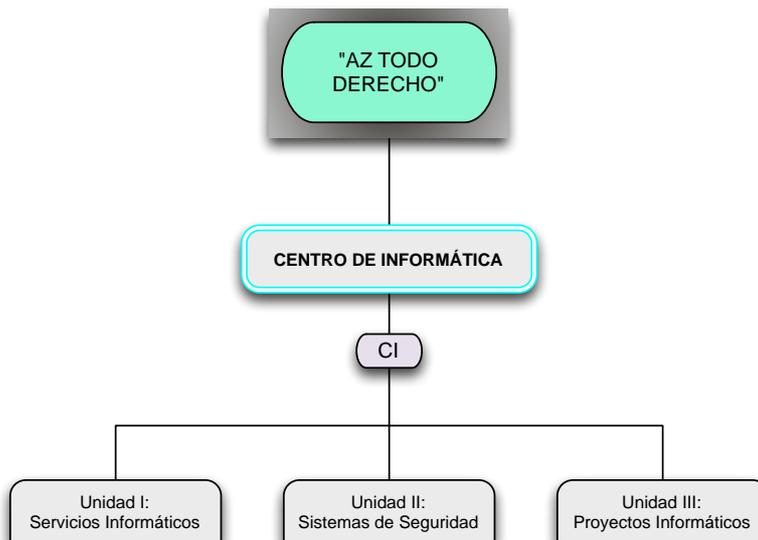 "AZ TODO
DERECHO"
CENTRO DE INFORMÁTICA
CI
Unidad I:
Servicios Informáticos
Unidad II:
Sistemas de Seguridad
Unidad III:
Proyectos Informáticos